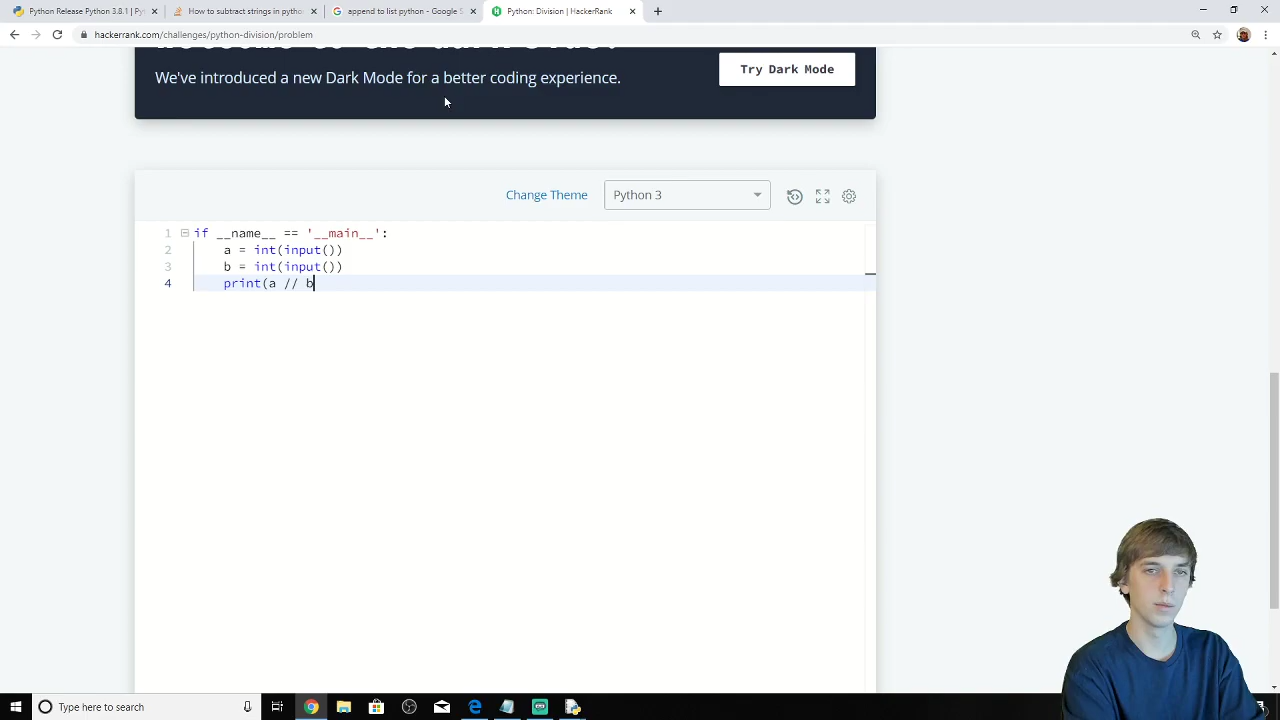 Python Release Python 3.8.1 | Py
How to subtract strings in python
append to list python - Google S
Python: Division | HackerRank
hackerrank.com/challenges/python-division/problem
We've introduced a new Dark Mode for a better coding experience.
Try Dark Mode
Change Theme
Python 3
1 if __name__ == '__main__':
2 a = int(input())
3 b = int(input())
4 print(a // b
Type here to search